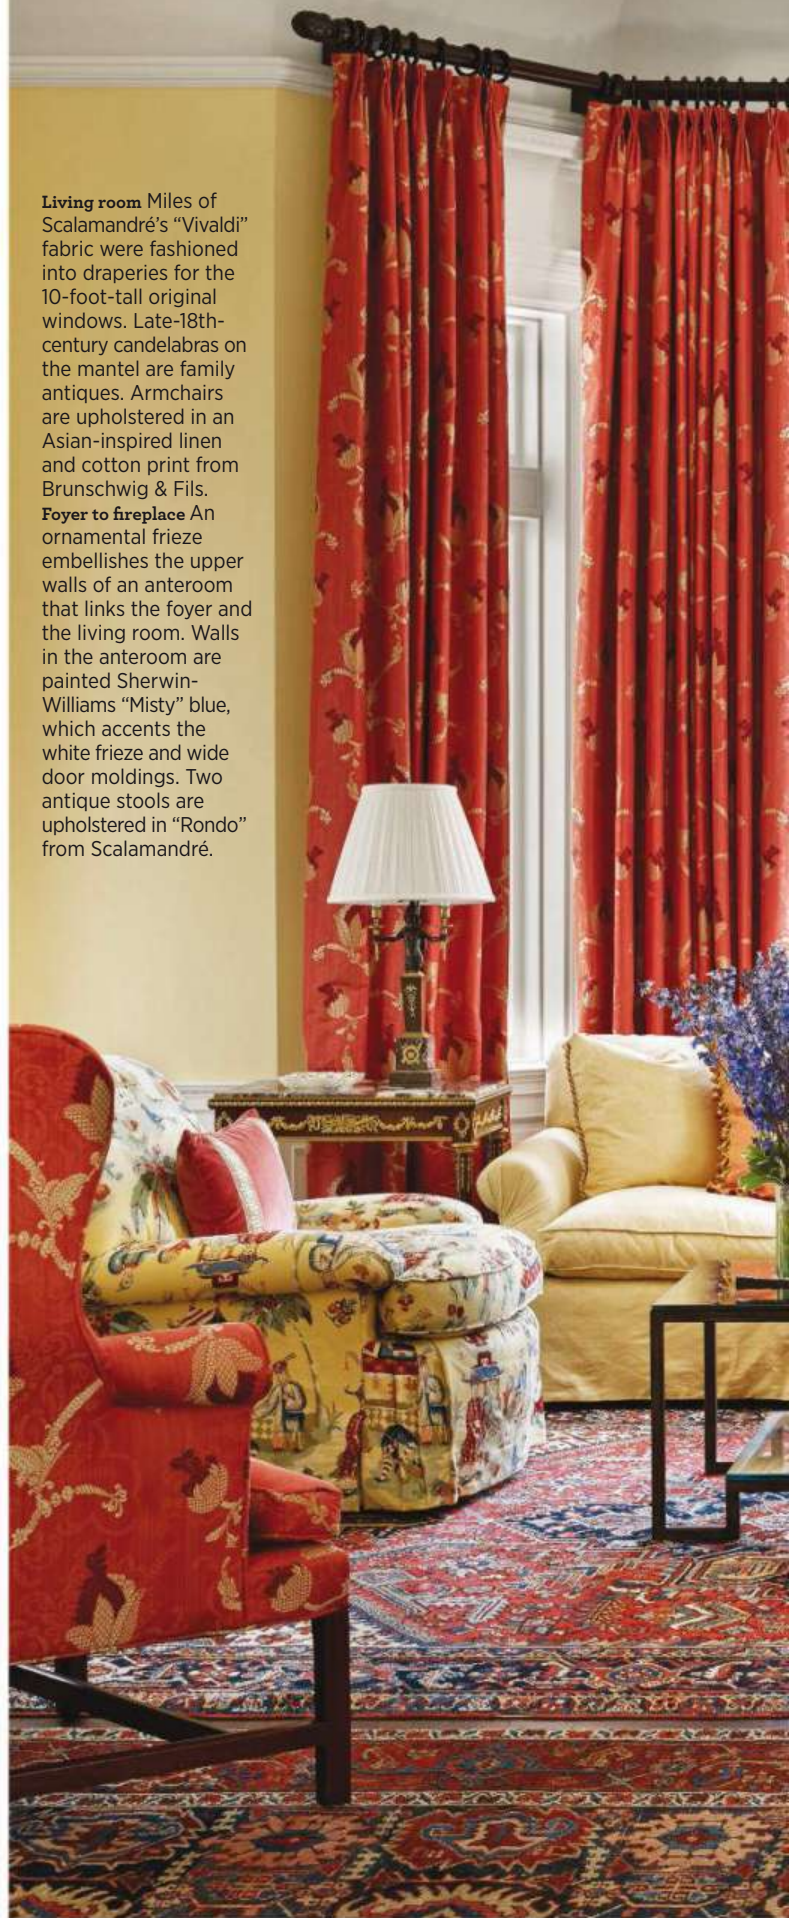 Living room Miles of
Scalamandré’s “Vivaldi”
fabric were fashioned
into draperies for the
10-foot-tall original
windows. Late-18th-
century candelabras on
the mantel are family
antiques. Armchairs
are upholstered in an
Asian-inspired linen
and cotton print from
Brunschwig & Fils.
Foyer to fireplace An
ornamental frieze
embellishes the upper
walls of an anteroom
that links the foyer and
the living room. Walls
in the anteroom are
painted Sherwin-
Williams “Misty” blue,
which accents the
white frieze and wide
door moldings. Two
antique stools are
upholstered in “Rondo”
from Scalamandré.